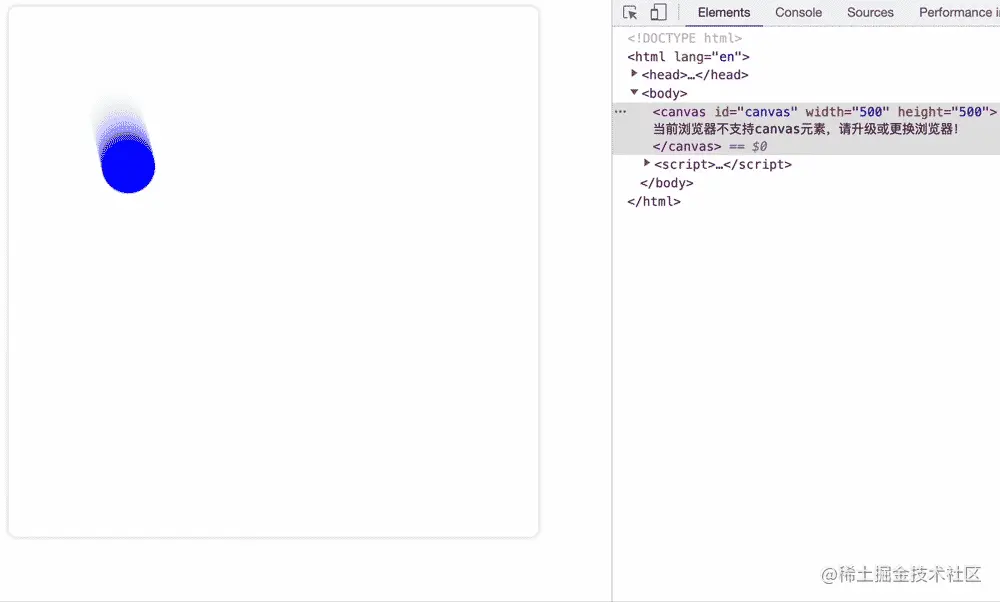 Elements Console Sources Performance i
<!DOCTYPE html>
<html lang="en">
<head>…</head>
<body>
… <canvas id="canvas" width="500" height="500">
当前浏览器不支持canvas元素，请升级或更换浏览器！
</canvas> == $0
<script>…</script>
</body>
</html>
@稀土掘金技术社区